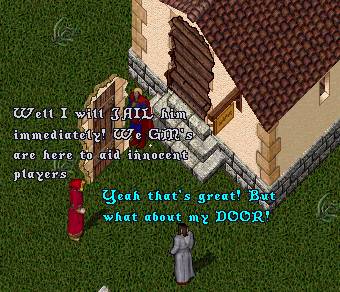 Well I will JAIL him
immediately! We GM's
are here to aid innocent
players
Yeah that's great! But
what about my DOOR!